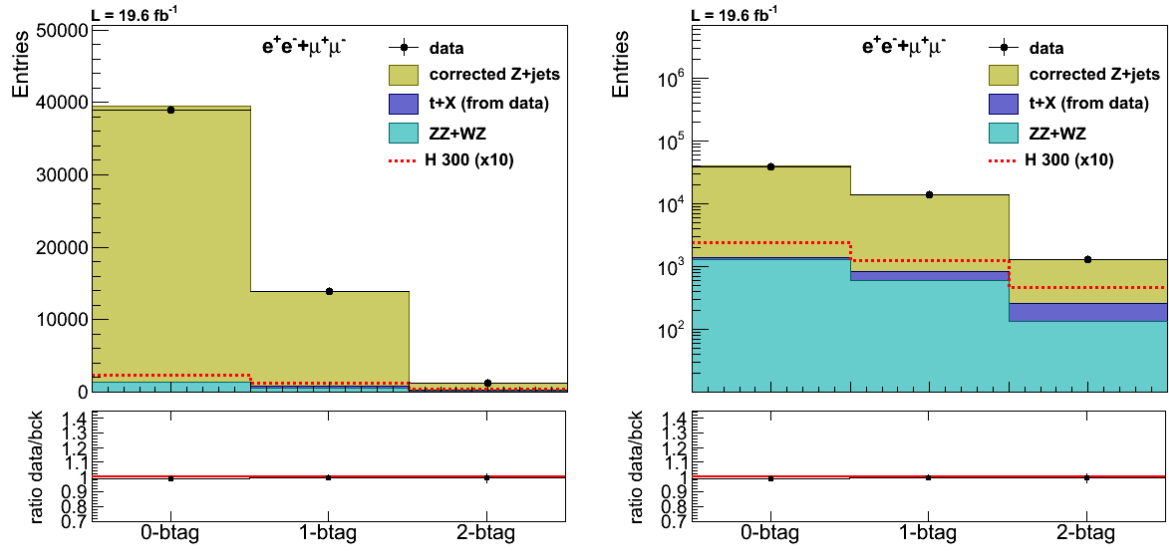 L = 19.6 fb⁻¹
Entries
50000
40000
30000
20000
10000
0
e⁺e⁻+μ⁺μ⁻
data
corrected Z+jets
t+X (from data)
ZZ+WZ
H 300 (x10)
ratio data/bck
1.4
1.3
1.2
1.1
1
0.9
0.8
0.7
0-btag
1-btag
2-btag
L = 19.6 fb⁻¹
Entries
10⁶
10⁵
10⁴
10³
10²
e⁺e⁻+μ⁺μ⁻
data
corrected Z+jets
t+X (from data)
ZZ+WZ
H 300 (x10)
ratio data/bck
1.4
1.3
1.2
1.1
1
0.9
0.8
0.7
0-btag
1-btag
2-btag